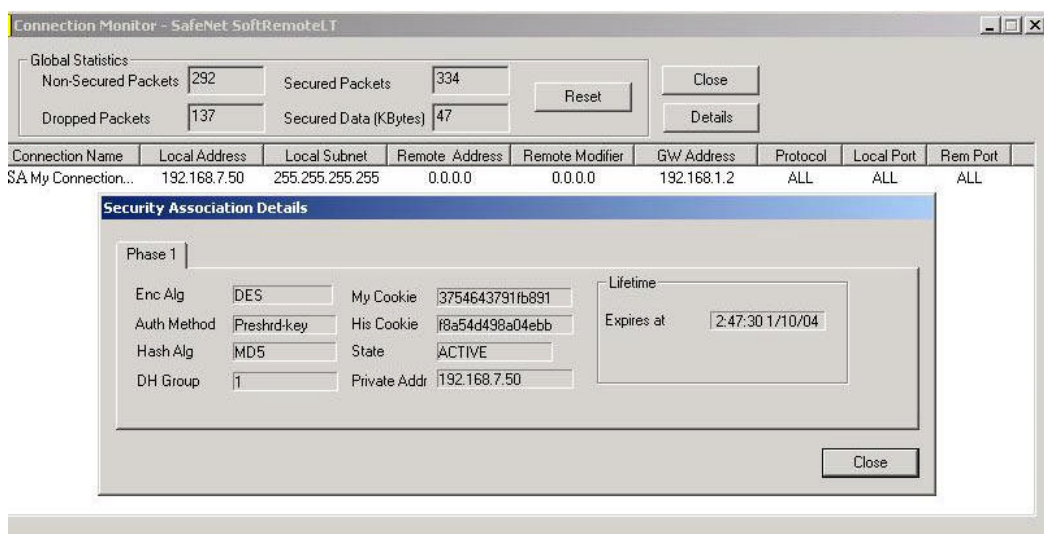 Connection Monitor - SafeNet SoftRemoteLT
Global Statistics
Non-Secured Packets 292 Secured Packets 334 Reset Close
Dropped Packets 137 Secured Data (KBytes) 47 Details
Connection Name Local Address Local Subnet Remote Address Remote Modifier GW Address Protocol Local Port Rem Port
SA My Connection... 192.168.7.50 255.255.255.255 0.0.0.0 0.0.0.0 192.168.1.2 ALL ALL ALL
Security Association Details
Phase 1
Lifetime
Enc Alg DES My Cookie 3754643791fb891
Auth Method Preshrd-key His Cookie f8a54d498a04ebb Expires at 2:47:30 1/10/04
Hash Alg MD5 State ACTIVE
DH Group 1 Private Addr 192.168.7.50
Close